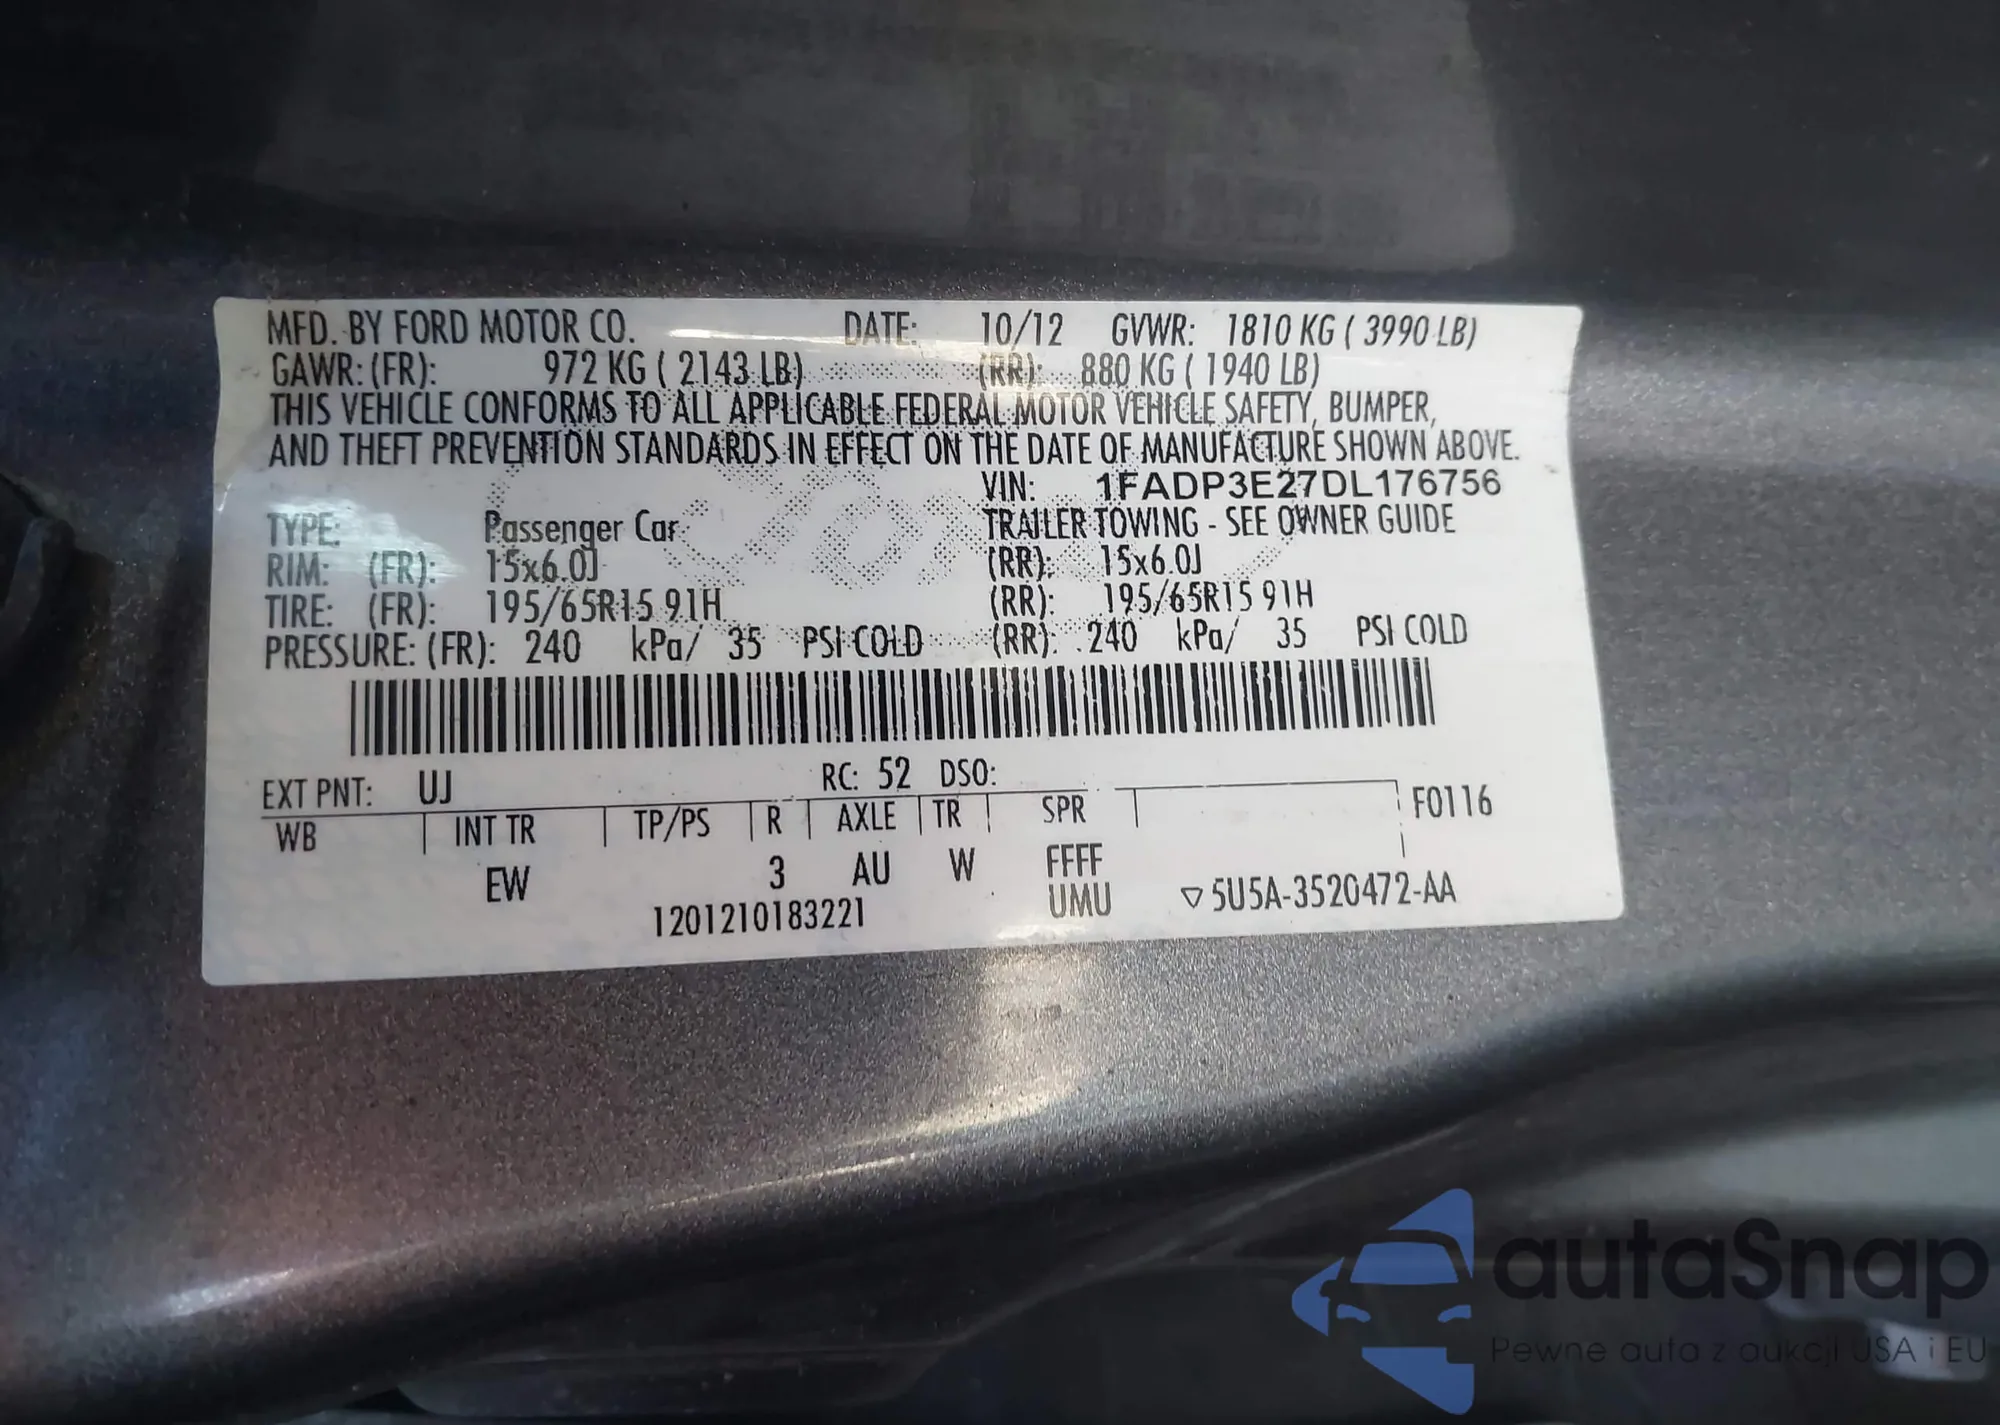 MFD. BY FORD MOTOR CO. DATE: 10/12 GVWR: 1810 KG ( 3990 LB)
GAWR: (FR): 972 KG ( 2143 LB) (RR): 880 KG ( 1940 LB)
THIS VEHICLE CONFORMS TO ALL APPLICABLE FEDERAL MOTOR VEHICLE SAFETY, BUMPER,
AND THEFT PREVENTION STANDARDS IN EFFECT ON THE DATE OF MANUFACTURE SHOWN ABOVE.
VIN: 1FADP3E27DL176756
TYPE: Passenger Car TRAILER TOWING - SEE OWNER GUIDE
RIM: (FR): 15x6.0J (RR): 15x6.0J
TIRE: (FR): 195/65R15 91H (RR): 195/65R15 91H
PRESSURE: (FR): 240 kPa/ 35 PSI COLD (RR): 240 kPa/ 35 PSI COLD
EXT PNT: UJ RC: 52 DSO:
WB INT TR TP/PS R AXLE TR SPR F0116
EW 3 AU W FFFF
1201210183221 UMU ▽5U5A-3520472-AA
autaSnap
Pewne auta z aukcji USA i EU